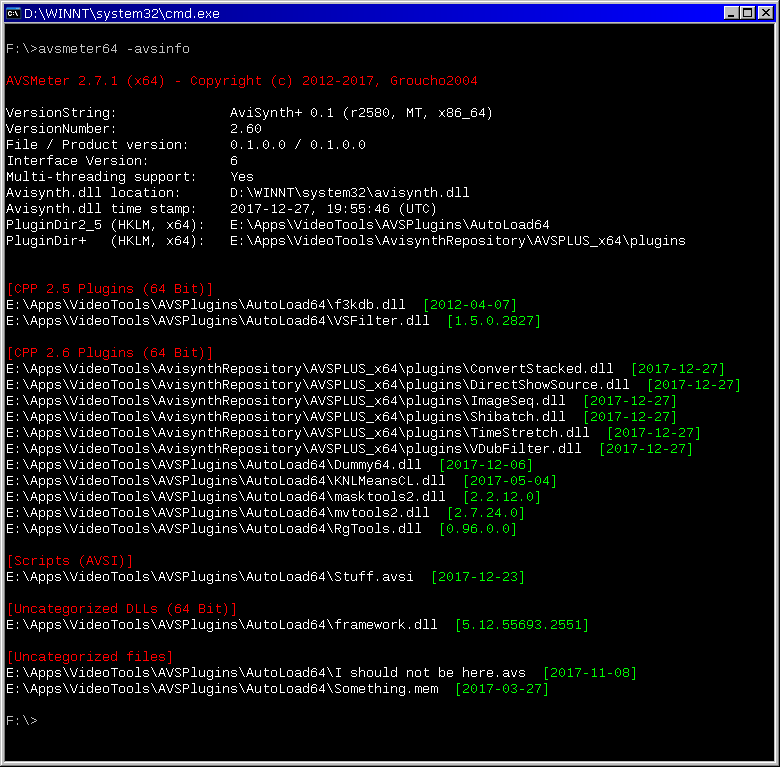 D:\WINNT\system32\cmd.exe
F:\>avsmeter64 -avsinfo
AVSMeter 2.7.1 (x64) - Copyright (c) 2012-2017, Groucho2004
VersionString: AviSynth+ 0.1 (r2580, MT, x86_64)
VersionNumber: 2.60
File / Product version: 0.1.0.0 / 0.1.0.0
Interface Version: 6
Multi-threading support: Yes
Avisynth.dll location: D:\WINNT\system32\avisynth.dll
Avisynth.dll time stamp: 2017-12-27, 19:55:46 (UTC)
PluginDir2_5 (HKLM, x64): E:\Apps\VideoTools\AVSPlugins\AutoLoad64
PluginDir+ (HKLM, x64): E:\Apps\VideoTools\AvisynthRepository\AVSPLUS_x64\plugins
[CPP 2.5 Plugins (64 Bit)]
E:\Apps\VideoTools\AVSPlugins\AutoLoad64\f3kdb.dll [2012-04-07]
E:\Apps\VideoTools\AVSPlugins\AutoLoad64\VSFilter.dll [1.5.0.2827]
[CPP 2.6 Plugins (64 Bit)]
E:\Apps\VideoTools\AvisynthRepository\AVSPLUS_x64\plugins\ConvertStacked.dll [2017-12-27]
E:\Apps\VideoTools\AvisynthRepository\AVSPLUS_x64\plugins\DirectShowSource.dll [2017-12-27]
E:\Apps\VideoTools\AvisynthRepository\AVSPLUS_x64\plugins\ImageSeq.dll [2017-12-27]
E:\Apps\VideoTools\AvisynthRepository\AVSPLUS_x64\plugins\Shibatch.dll [2017-12-27]
E:\Apps\VideoTools\AvisynthRepository\AVSPLUS_x64\plugins\TimeStretch.dll [2017-12-27]
E:\Apps\VideoTools\AvisynthRepository\AVSPLUS_x64\plugins\VDubFilter.dll [2017-12-27]
E:\Apps\VideoTools\AVSPlugins\AutoLoad64\Dummy64.dll [2017-12-06]
E:\Apps\VideoTools\AVSPlugins\AutoLoad64\KNLMeansCL.dll [2017-05-04]
E:\Apps\VideoTools\AVSPlugins\AutoLoad64\masktools2.dll [2.2.12.0]
E:\Apps\VideoTools\AVSPlugins\AutoLoad64\mvtools2.dll [2.7.24.0]
E:\Apps\VideoTools\AVSPlugins\AutoLoad64\RgTools.dll [0.96.0.0]
[Scripts (AVSI)]
E:\Apps\VideoTools\AVSPlugins\AutoLoad64\Stuff.avsi [2017-12-23]
[Uncategorized DLLs (64 Bit)]
E:\Apps\VideoTools\AVSPlugins\AutoLoad64\framework.dll [5.12.55693.2551]
[Uncategorized files]
E:\Apps\VideoTools\AVSPlugins\AutoLoad64\I should not be here.avs [2017-11-08]
E:\Apps\VideoTools\AVSPlugins\AutoLoad64\Something.mem [2017-03-27]
F:\>